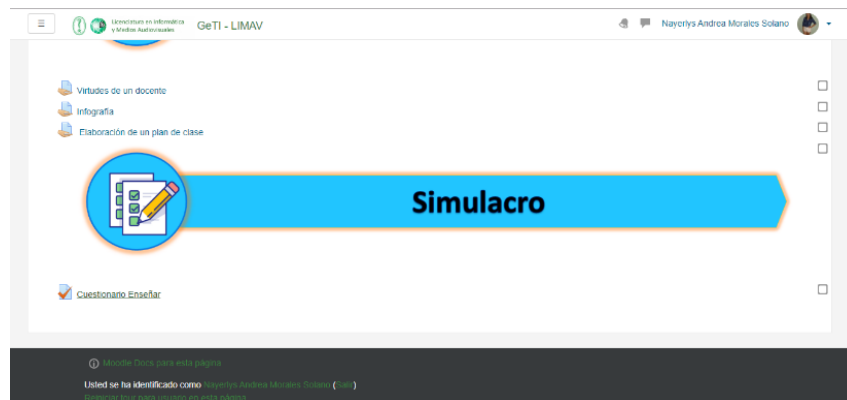 Licenciatura en Informática
y Medios Audiovisuales
GeTI - LIMAV
Nayerlys Andrea Morales Solano
Virtudes de un docente
Infografía
Elaboración de un plan de clase
Simulacro
Cuestionario Enseñar
Moodle Docs para esta página
Usted se ha identificado como Nayerlys Andrea Morales Solano (Salir)
Reiniciar tour para usuario en esta página